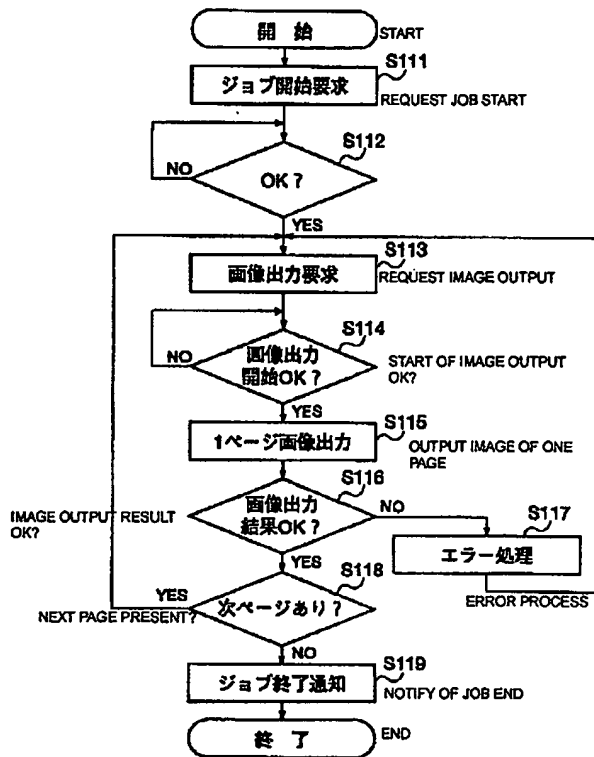 開 始
START
S111
ジョブ開始要求
REQUEST JOB START
S112
NO
OK？
YES
S113
画像出力要求
REQUEST IMAGE OUTPUT
S114
NO
画像出力
開始OK？
START OF IMAGE OUTPUT
OK?
YES
S115
1ページ画像出力
OUTPUT IMAGE OF ONE
PAGE
S116
画像出力
結果OK？
IMAGE OUTPUT RESULT
OK?
NO
S117
エラー処理
ERROR PROCESS
YES
S118
YES
次ページあり？
NEXT PAGE PRESENT?
NO
S119
ジョブ終了通知
NOTIFY OF JOB END
終 了
END